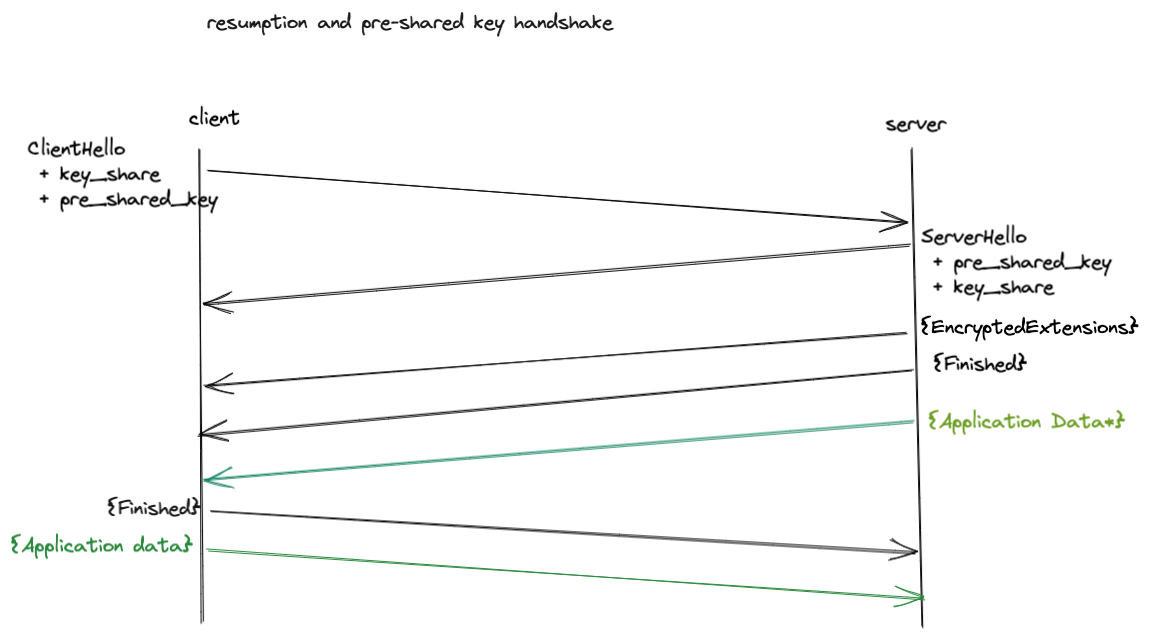 resumption and pre-shared key handshake
client
server
ClientHello
+ key_share
+ pre_shared_key
ServerHello
+ pre_shared_key
+ key_share
{EncryptedExtensions}
{Finished}
{Application Data*}
{Finished}
{Application data}